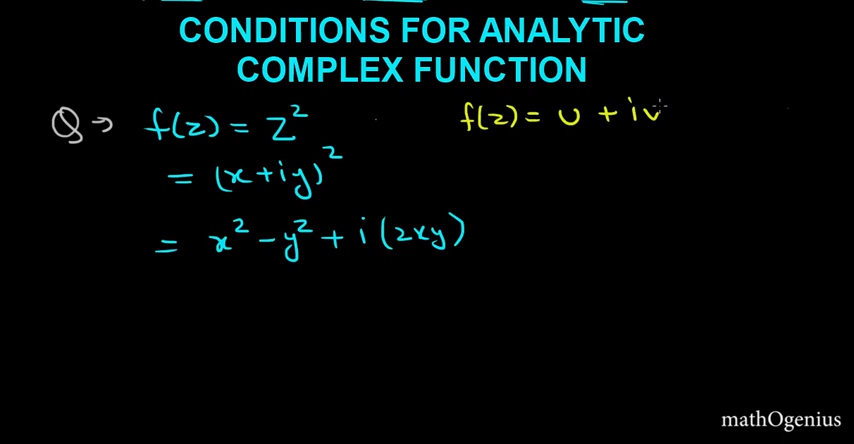 CONDITIONS FOR ANALYTIC
COMPLEX FUNCTION
Q → f(z) = z²
f(z) = u + iv
= (x+iy)²
= x² - y² + i(2xy)
mathOgenius